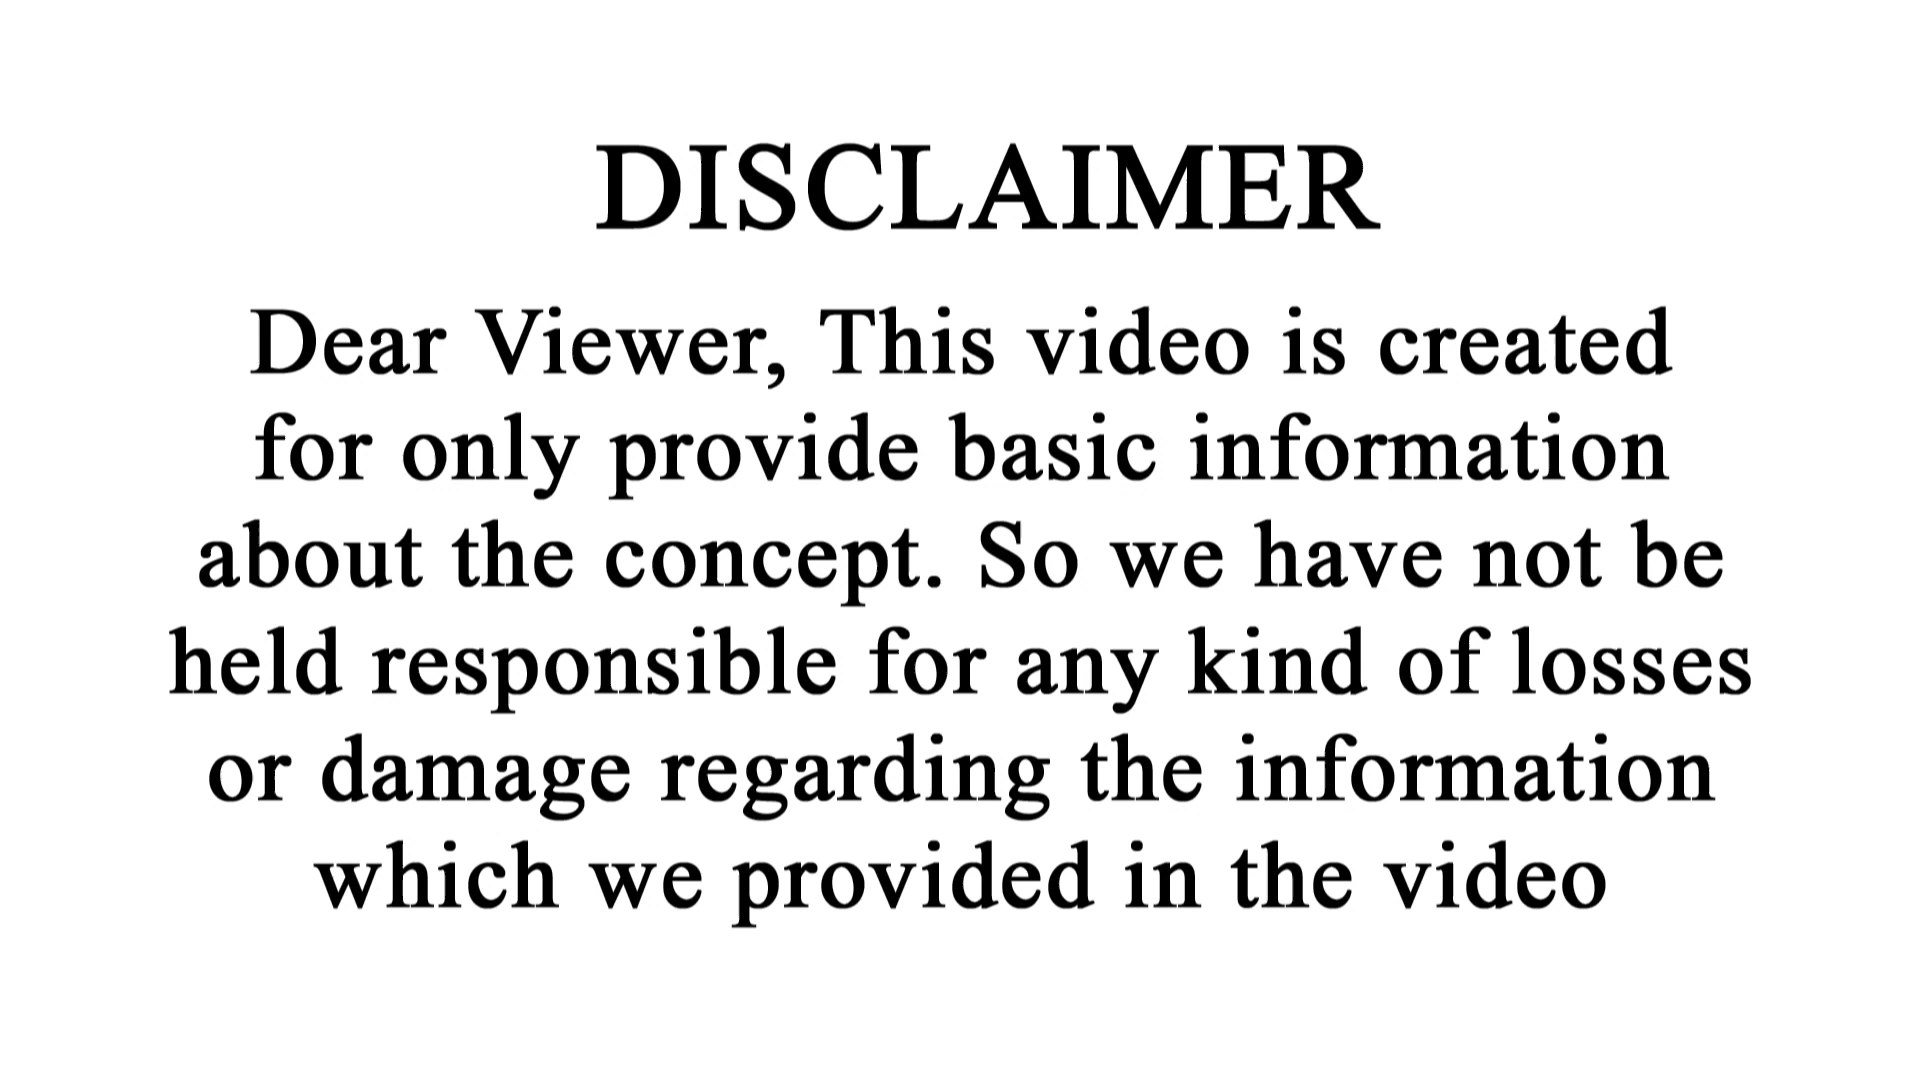 DISCLAIMER
Dear Viewer, This video is created
for only provide basic information
about the concept. So we have not be
held responsible for any kind of losses
or damage regarding the information
which we provided in the video